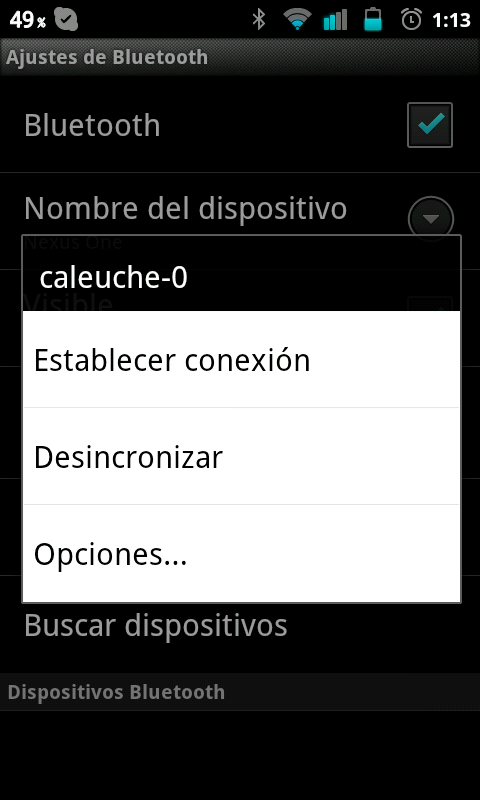 49% 1:13
Ajustes de Bluetooth
Bluetooth
Nombre del dispositivo
Nexus One
caleuche-0
Visible
Establecer conexión
Desincronizar
Opciones...
Buscar dispositivos
Dispositivos Bluetooth